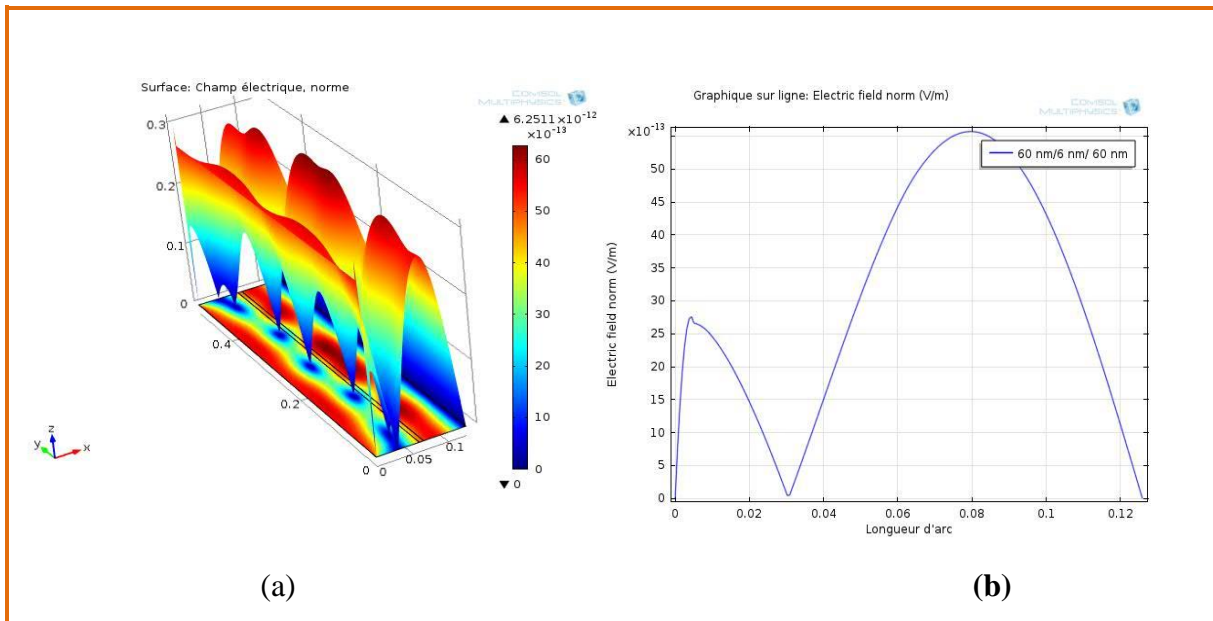 Surface: Champ électrique, norme
COMSOL
MULTIPHYSICS
▲ 6.2511×10⁻¹²
×10⁻¹³
0.3
0.2
0.1
0
0.4
0.2
0
0
0.05
0.1
60
50
40
30
20
10
0
▼ 0
y
z
x
(a)
Graphique sur ligne: Electric field norm (V/m)
COMSOL
MULTIPHYSICS
×10⁻¹³
60 nm/6 nm/ 60 nm
50
45
40
35
30
25
20
15
10
5
0
Electric field norm (V/m)
0
0.02
0.04
0.06
0.08
0.1
0.12
Longueur d'arc
(b)